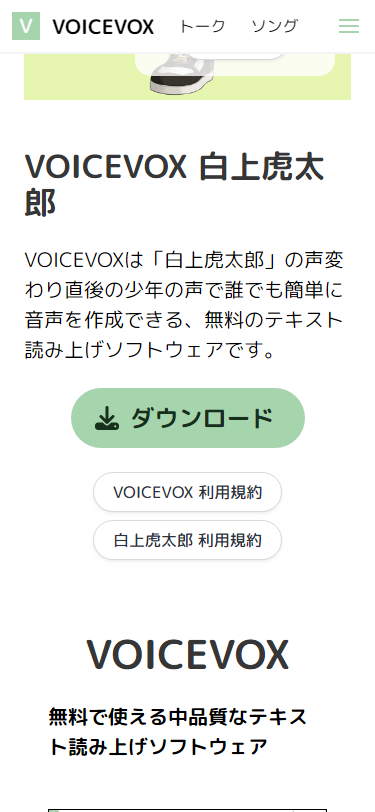 V VOICEVOX トーク ソング
VOICEVOX 白上虎太
郎
VOICEVOXは「白上虎太郎」の声変
わり直後の少年の声で誰でも簡単に
音声を作成できる、無料のテキスト
読み上げソフトウェアです。
ダウンロード
VOICEVOX 利用規約
白上虎太郎 利用規約
VOICEVOX
無料で使える中品質なテキス
ト読み上げソフトウェア